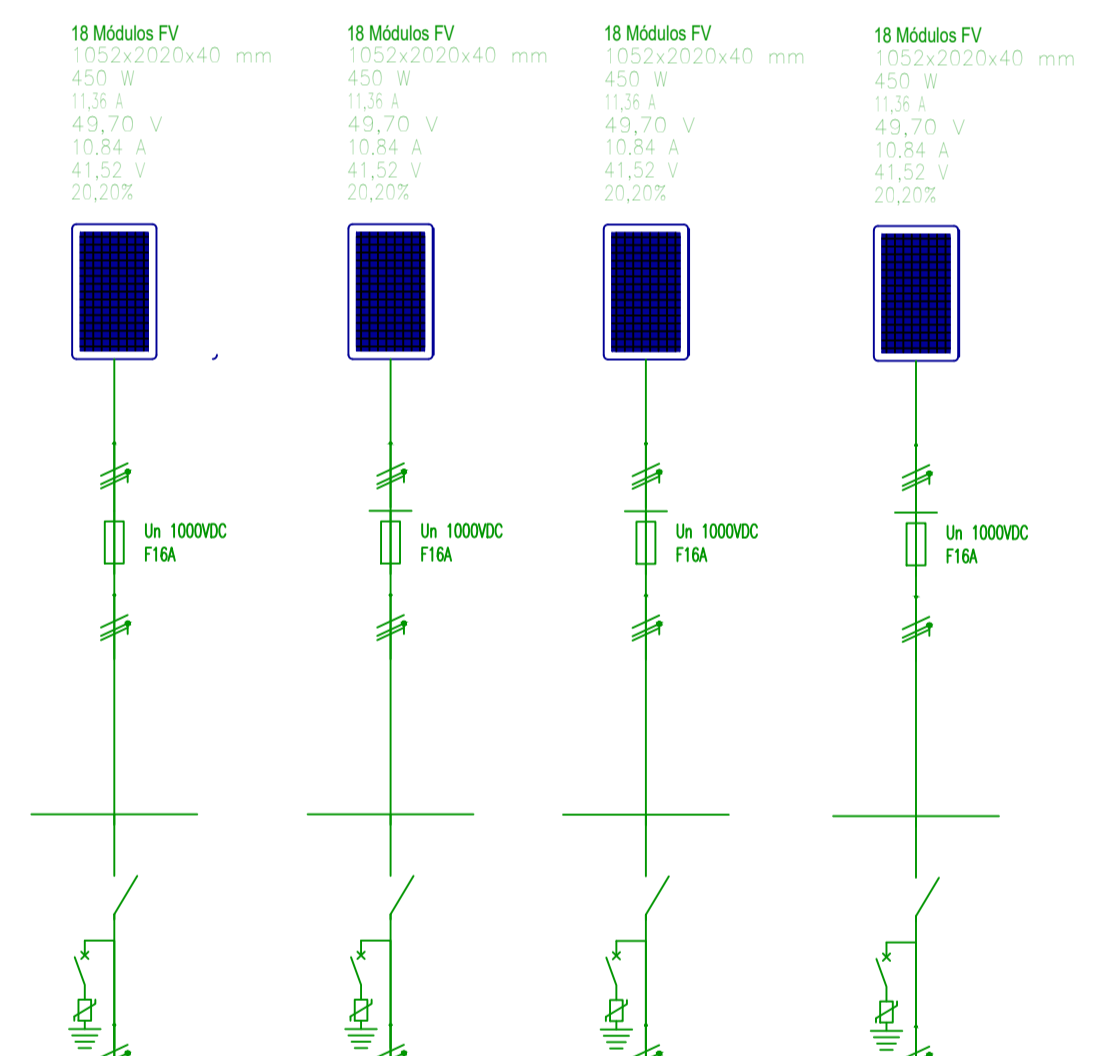 18 Módulos FV
1052x2020x40 mm
450 W
11,36 A
49,70 V
10.84 A
41,52 V
20,20%
18 Módulos FV
1052x2020x40 mm
450 W
11,36 A
49,70 V
10.84 A
41,52 V
20,20%
18 Módulos FV
1052x2020x40 mm
450 W
11,36 A
49,70 V
10.84 A
41,52 V
20,20%
18 Módulos FV
1052x2020x40 mm
450 W
11,36 A
49,70 V
10.84 A
41,52 V
20,20%
Un 1000VDC
F16A
Un 1000VDC
F16A
Un 1000VDC
F16A
Un 1000VDC
F16A